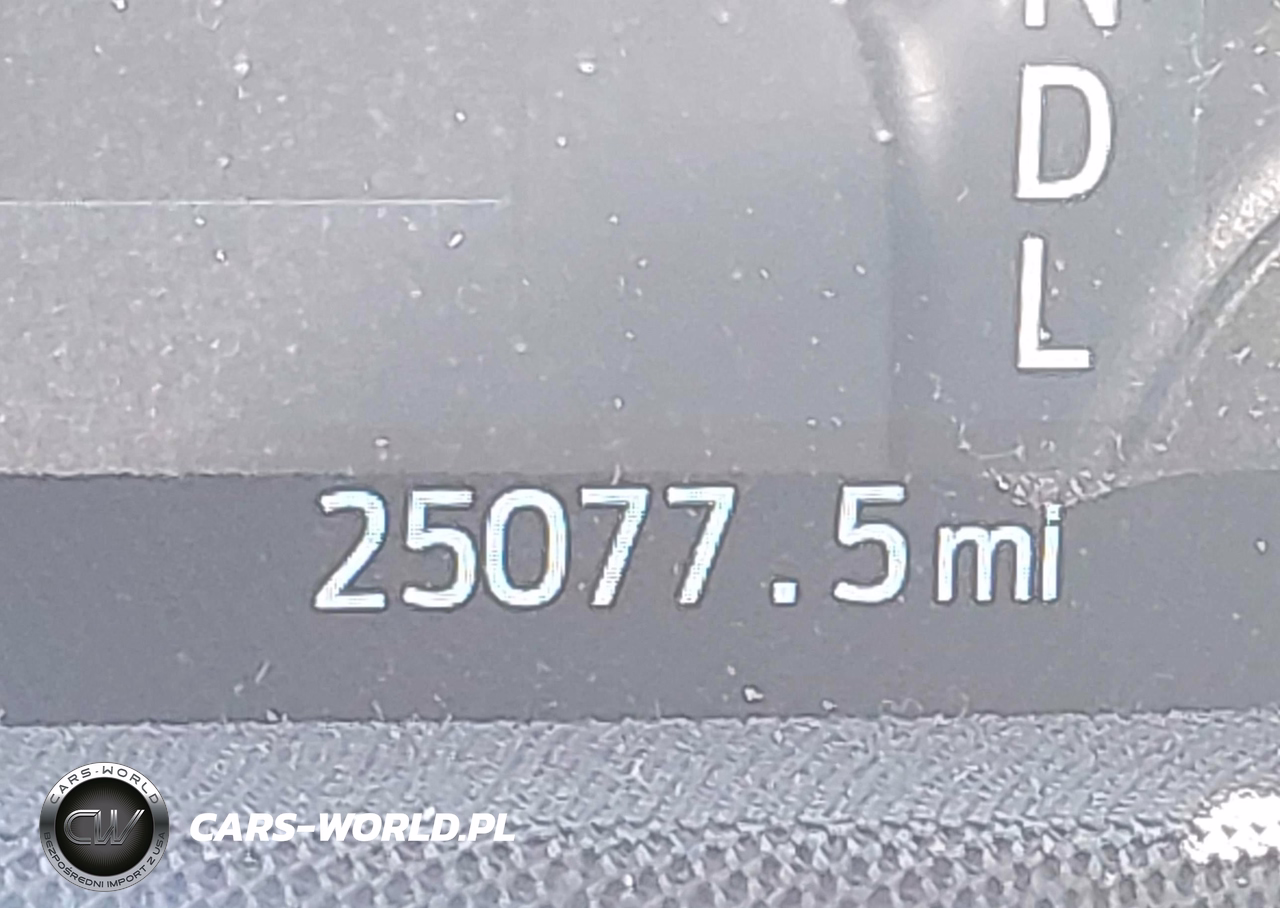 N
D
L
25077.5 mi
CARS-WORLD
CW
BEZPOŚREDNI IMPORT Z USA
CARS-WORLD.PL